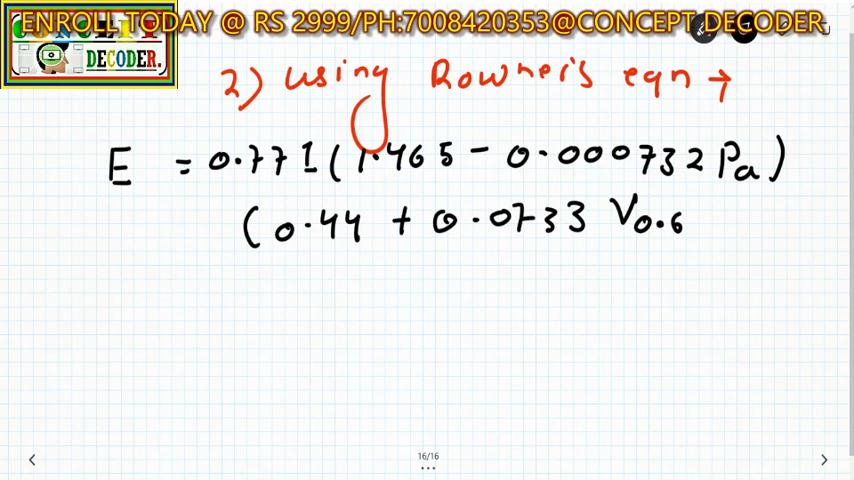 ENROLL TODAY @ RS 2999/PH:7008420353@CONCEPT DECODER
DECODER.
2) using Rowher's eqn →
E = 0.771 (1.465 - 0.000732 Pa)
(0.44 + 0.0733 V0.6
16/16